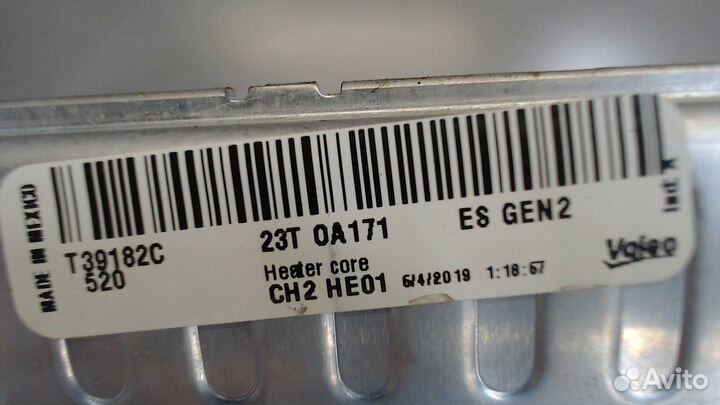 MADE IN MEXICO
T39182C
520
23T 0A171
ES GEN2
Heater core
CH2 HE01
6/4/2019 1:18:57
Ind: X
Valeo
Avito